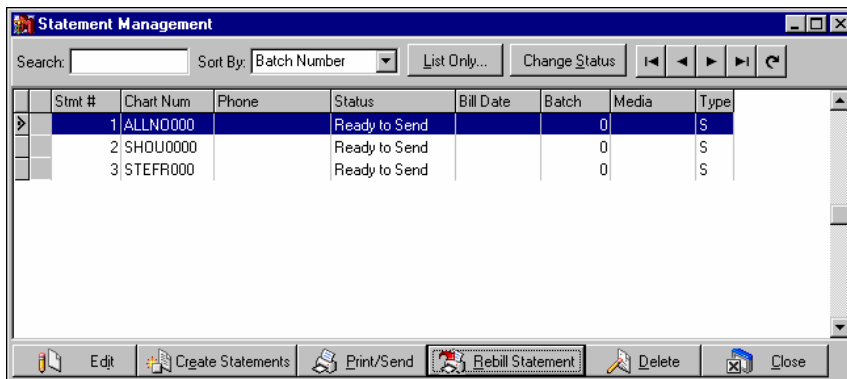 Statement Management
Search: Sort By: Batch Number List Only... Change Status
Stmt # Chart Num Phone Status Bill Date Batch Media Type
1 ALLNO000 Ready to Send 0 S
2 SHOU0000 Ready to Send 0 S
3 STEFR000 Ready to Send 0 S
Edit Create Statements Print/Send Rebill Statement Delete Close